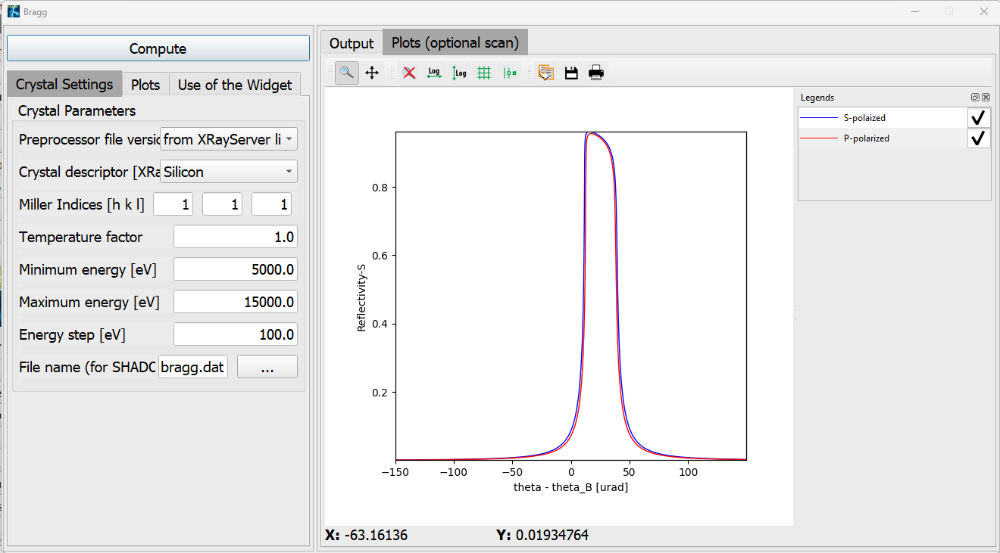 Bragg
Compute
Crystal Settings
Plots
Use of the Widget
Crystal Parameters
Preprocessor file versio from XRayServer li
Crystal descriptor [XRa Silicon
Miller Indices [h k l] 1 1 1
Temperature factor 1.0
Minimum energy [eV] 5000.0
Maximum energy [eV] 15000.0
Energy step [eV] 100.0
File name (for SHADO bragg.dat ...
Output
Plots (optional scan)
Log
Log
0.8
0.6
0.4
0.2
Reflectivity-S
−150 −100 −50 0 50 100
theta - theta_B [urad]
X: -63.16136 Y: 0.01934764
Legends
S-polaized
P-polarized